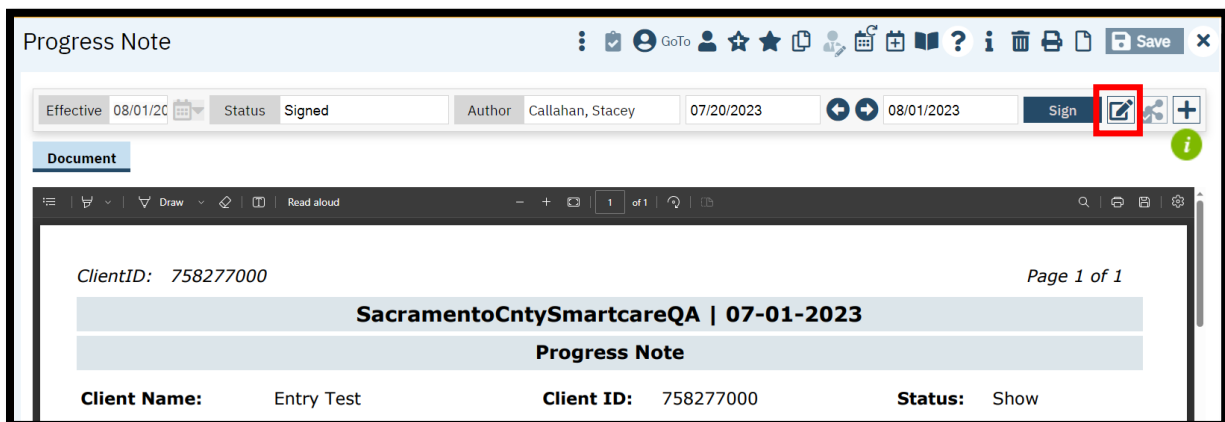 Progress Note GoTo ? i Save
Effective 08/01/20 Status Signed Author Callahan, Stacey 07/20/2023 08/01/2023 Sign
i
Document
Draw Read aloud 1 of 1
ClientID: 758277000 Page 1 of 1
SacramentoCntySmartcareQA | 07-01-2023
Progress Note
Client Name: Entry Test Client ID: 758277000 Status: Show